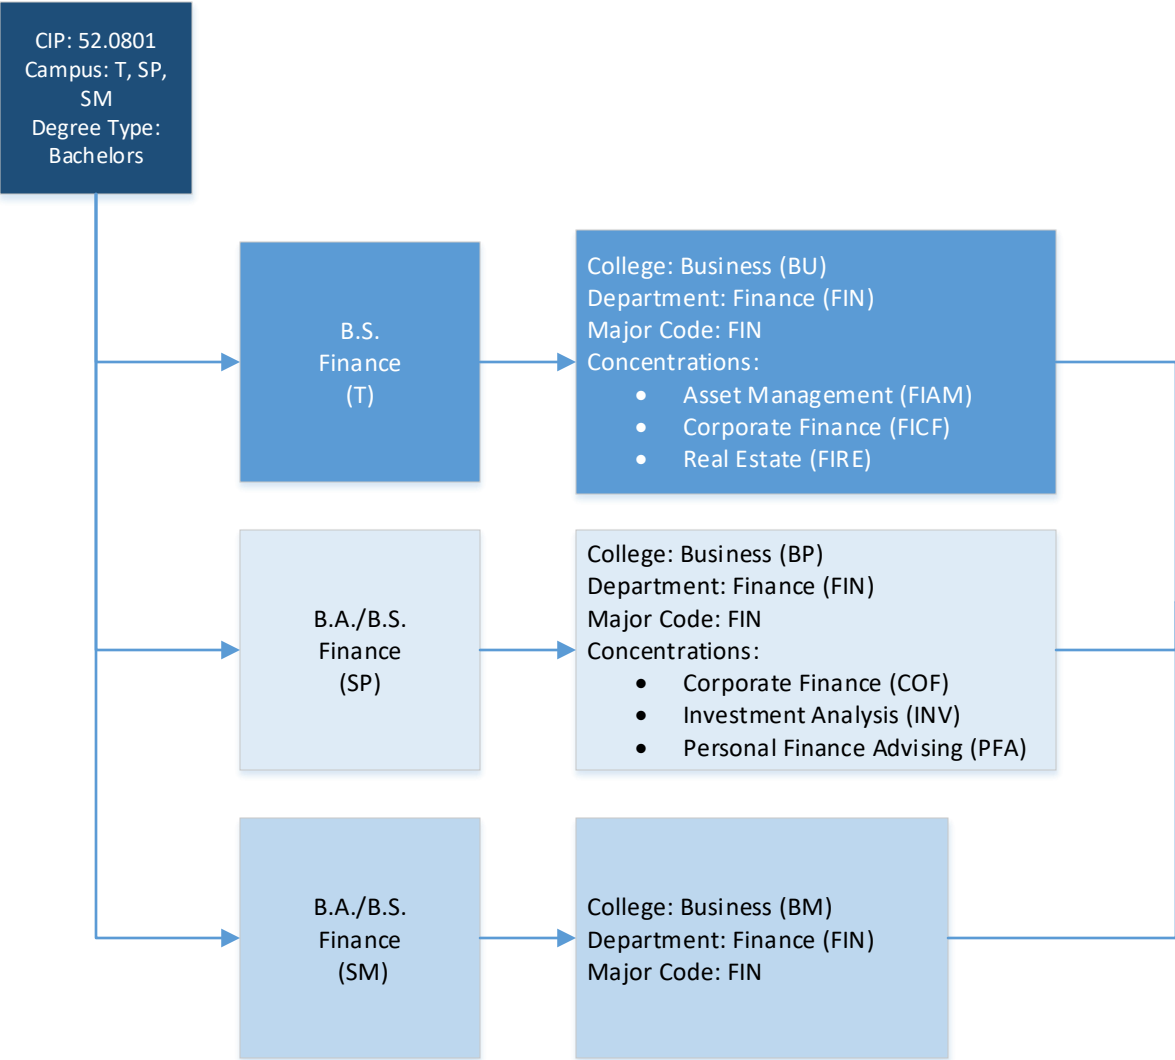 CIP: 52.0801
Campus: T, SP,
SM
Degree Type:
Bachelors
B.S.
Finance
(T)
College: Business (BU)
Department: Finance (FIN)
Major Code: FIN
Concentrations:
• Asset Management (FIAM)
• Corporate Finance (FICF)
• Real Estate (FIRE)
B.A./B.S.
Finance
(SP)
College: Business (BP)
Department: Finance (FIN)
Major Code: FIN
Concentrations:
• Corporate Finance (COF)
• Investment Analysis (INV)
• Personal Finance Advising (PFA)
B.A./B.S.
Finance
(SM)
College: Business (BM)
Department: Finance (FIN)
Major Code: FIN